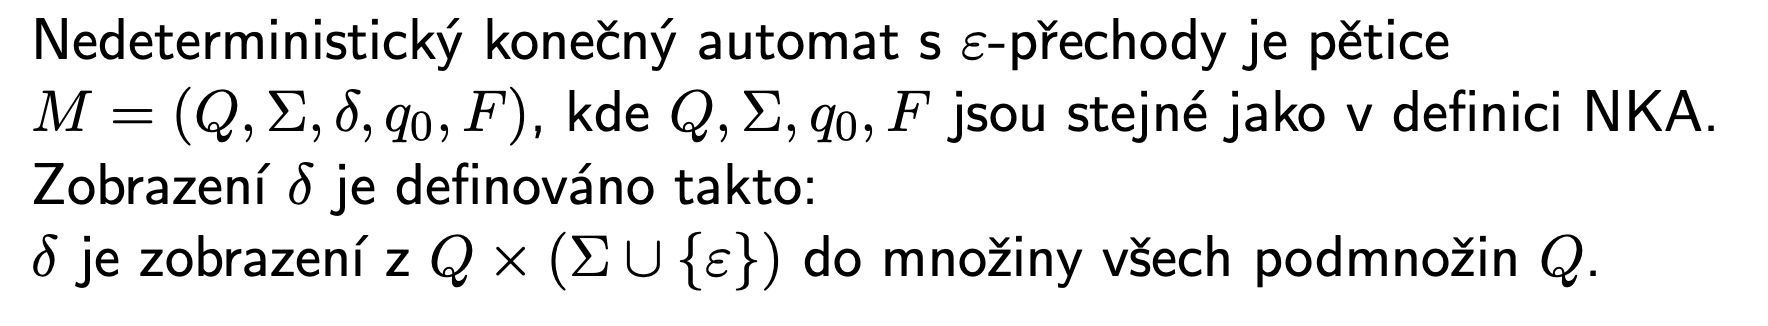 Nedeterministický konečný automat s ε-přechody je pětice
M = (Q, Σ, δ, q₀, F), kde Q, Σ, q₀, F jsou stejné jako v definici NKA.
Zobrazení δ je definováno takto:
δ je zobrazení z Q × (Σ ∪ {ε}) do množiny všech podmnožin Q.